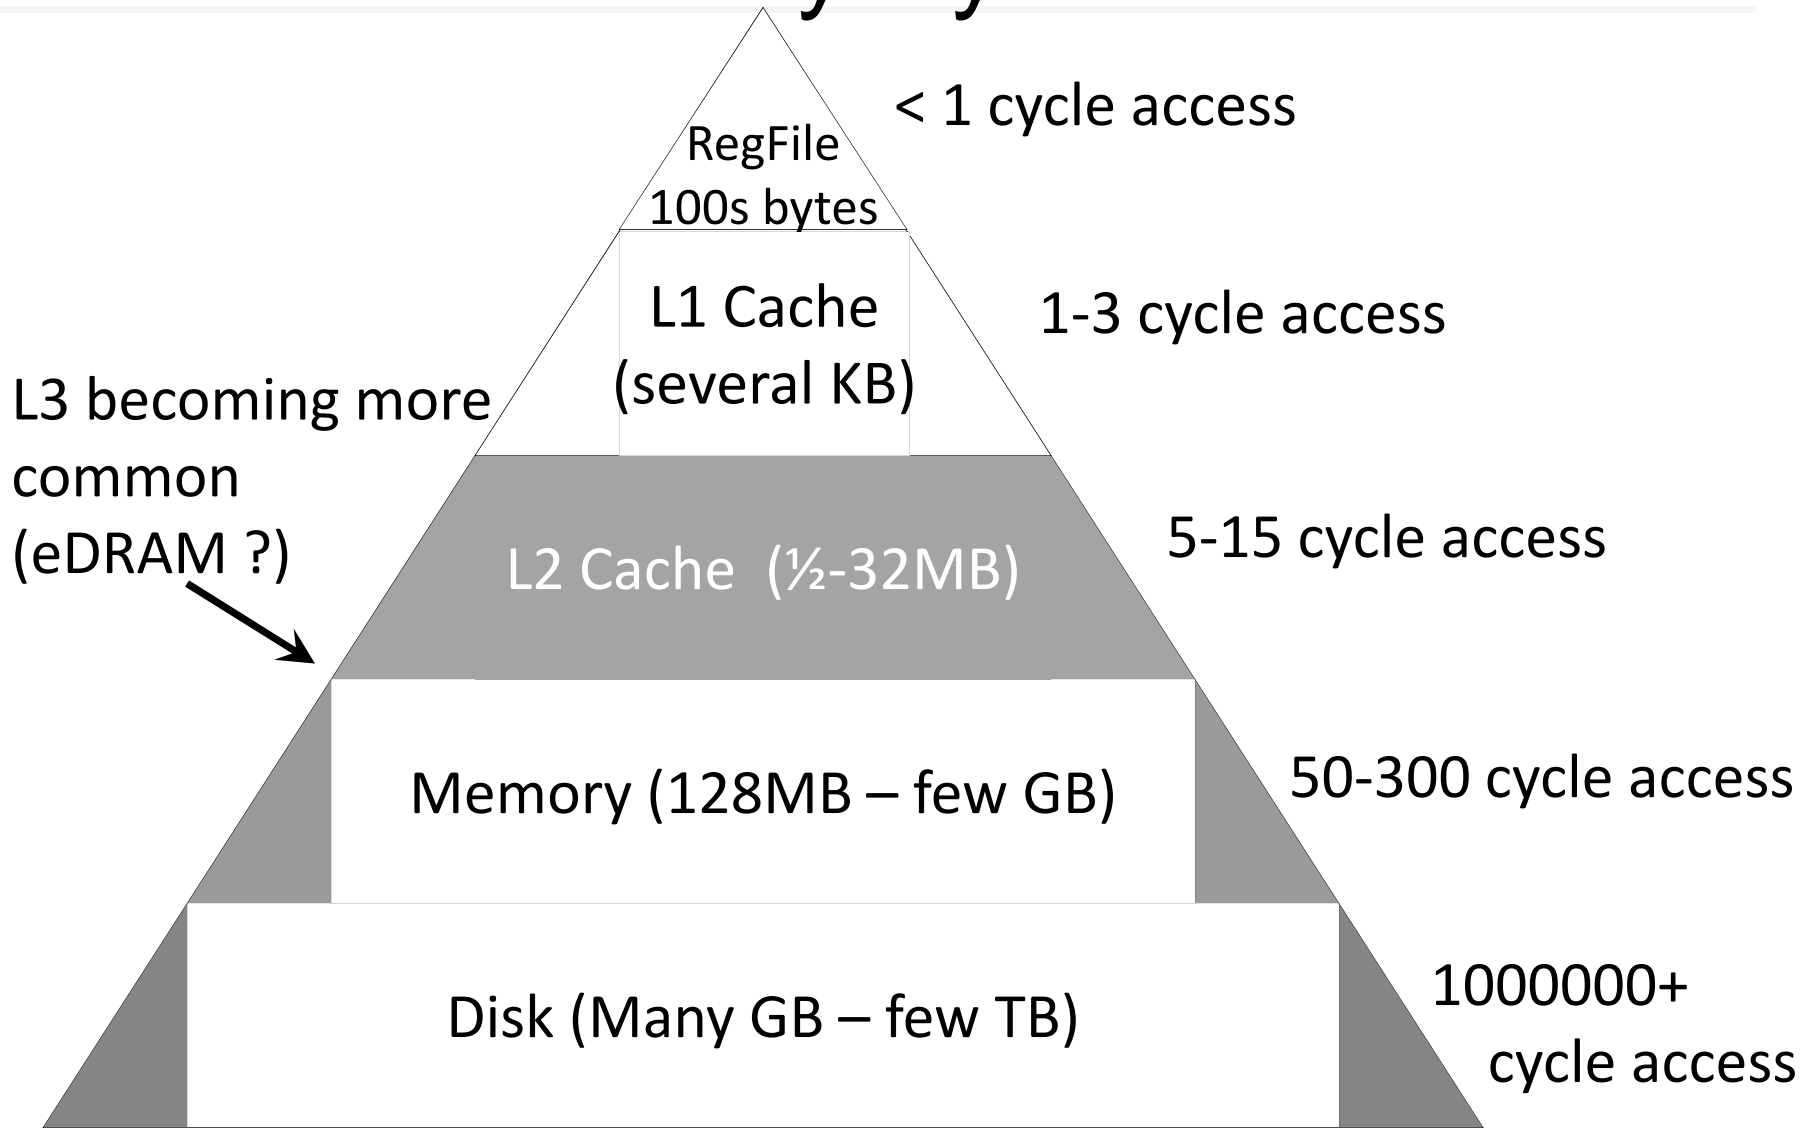 < 1 cycle access
RegFile
100s bytes
L1 Cache
(several KB)
1-3 cycle access
L3 becoming more
common
(eDRAM ?)
L2 Cache (½-32MB)
5-15 cycle access
Memory (128MB – few GB)
50-300 cycle access
Disk (Many GB – few TB)
1000000+
cycle access